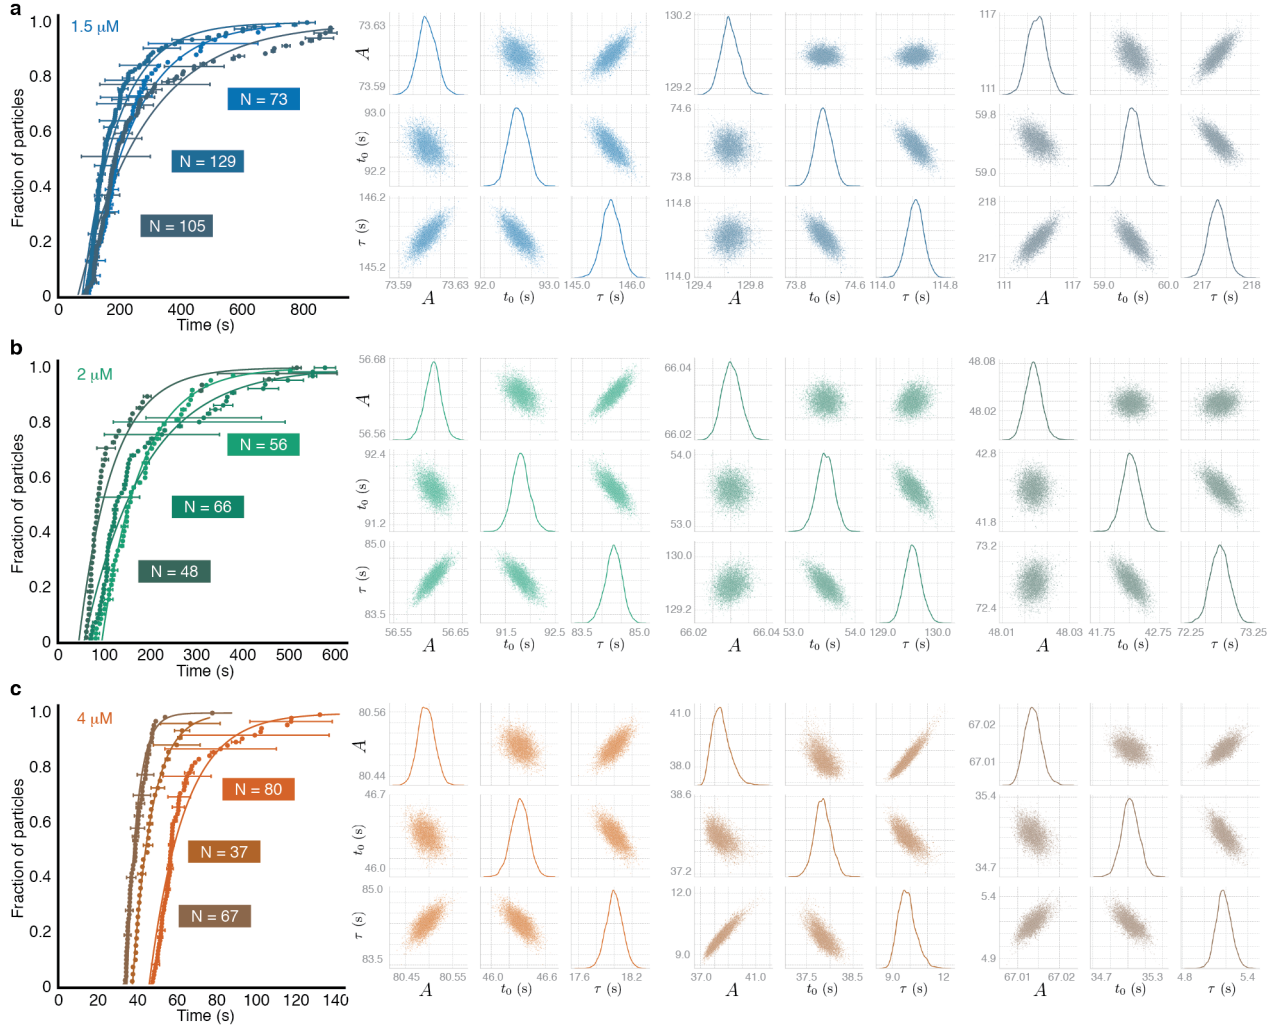 a
1.5 μM
Fraction of particles
1.0
0.8
0.6
0.4
0.2
0
N = 73
N = 129
N = 105
200 400 600 800
Time (s)
A
73.63
73.59
t0 (s)
93.0
92.2
τ (s)
146.2
145.2
73.59 73.63 92.0 93.0 145.0 146.0
A t0 (s) τ (s)
130.2
129.2
74.6
73.8
114.8
114.0
129.4 129.8 73.8 74.6 114.0 114.8
A t0 (s) τ (s)
117
111
59.8
59.0
218
217
111 117 59.0 60.0 217 218
A t0 (s) τ (s)
b
2 μM
Fraction of particles
1.0
0.8
0.6
0.4
0.2
0
N = 56
N = 66
N = 48
0 100 200 300 400 500 600
Time (s)
A
56.68
56.56
t0 (s)
92.4
91.2
τ (s)
85.0
83.5
56.55 56.65 91.5 92.5 83.5 85.0
A t0 (s) τ (s)
66.04
66.02
54.0
53.0
130.0
129.2
66.02 66.04 53.0 54.0 129.0 130.0
A t0 (s) τ (s)
48.08
48.02
42.8
41.8
73.2
72.4
48.01 48.03 41.75 42.75 72.25 73.25
A t0 (s) τ (s)
c
4 μM
Fraction of particles
1.0
0.8
0.6
0.4
0.2
0
N = 80
N = 37
N = 67
0 20 40 60 80 100 120 140
Time (s)
A
80.56
80.44
t0 (s)
46.7
46.0
τ (s)
85.0
83.5
80.45 80.55 46.0 46.6 17.6 18.2
A t0 (s) τ (s)
41.0
38.0
38.6
37.2
12.0
9.0
37.0 41.0 37.5 38.5 9.0 12
A t0 (s) τ (s)
67.02
67.01
35.4
34.7
5.4
4.9
67.01 67.02 34.7 35.3 4.8 5.4
A t0 (s) τ (s)